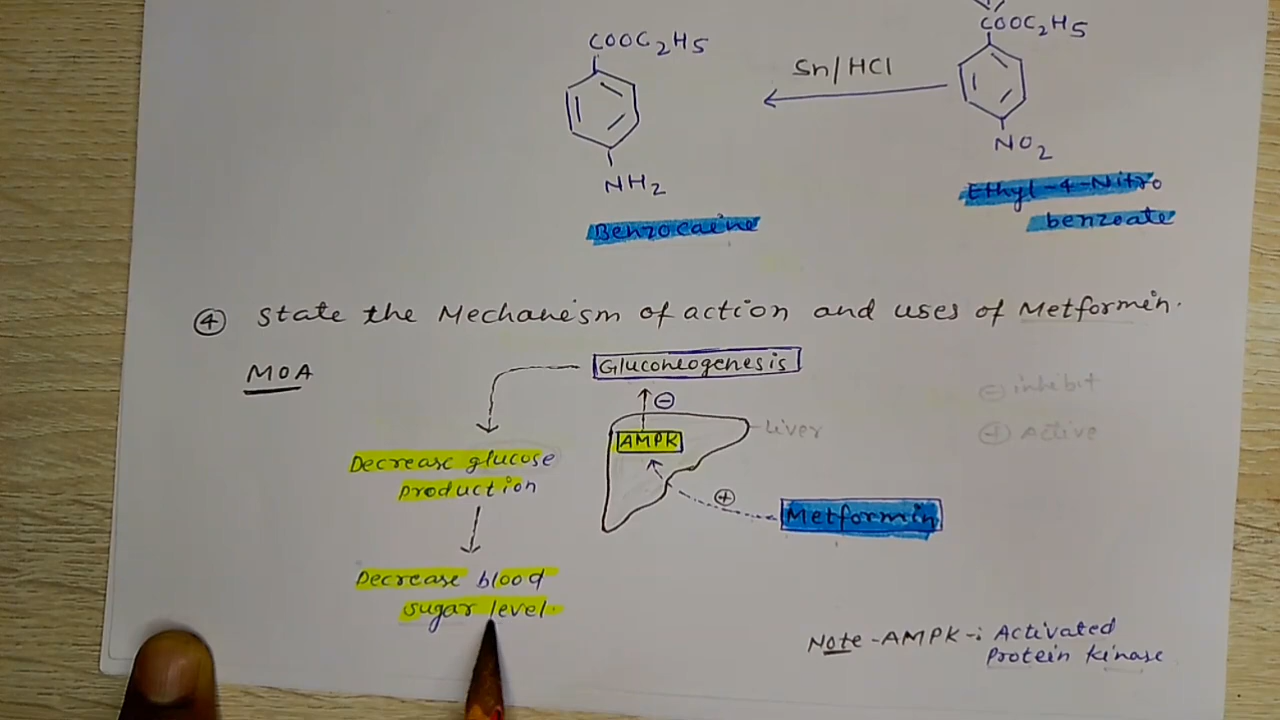 COOC2H5
COOC2H5
Sn/HCl
NO2
NH2
Ethyl-4-Nitro
benzoate
Benzocaine
④ State the Mechanism of action and uses of Metformin.
MOA
Gluconeogenesis
⊖ inhibit
⊖
Liver
⊕ Active
AMPK
Decrease glucose
production
⊕
Metformin
Decrease blood
sugar level.
Note - AMPK -: Activated
Protein Kinase